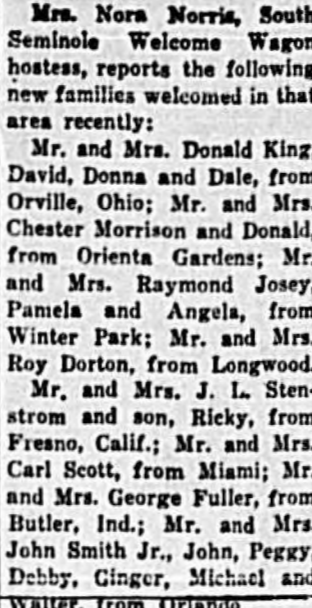 Mrs. Nora Norris, South
Seminole Welcome Wagon
hostess, reports the following
new families welcomed in that
area recently:
Mr. and Mrs. Donald King
David, Donna and Dale, from
Orville, Ohio; Mr. and Mrs.
Chester Morrison and Donald,
from Orienta Gardens; Mr.
and Mrs. Raymond Josey,
Pamela and Angela, from
Winter Park; Mr. and Mrs.
Roy Dorton, from Longwood.
Mr. and Mrs. J. L. Sten-
strom and son, Ricky, from
Fresno, Calif.; Mr. and Mrs.
Carl Scott, from Miami; Mr.
and Mrs. George Fuller, from
Butler, Ind.; Mr. and Mrs
John Smith Jr., John, Peggy,
Debby, Ginger, Michael and
Walter, from Orlando